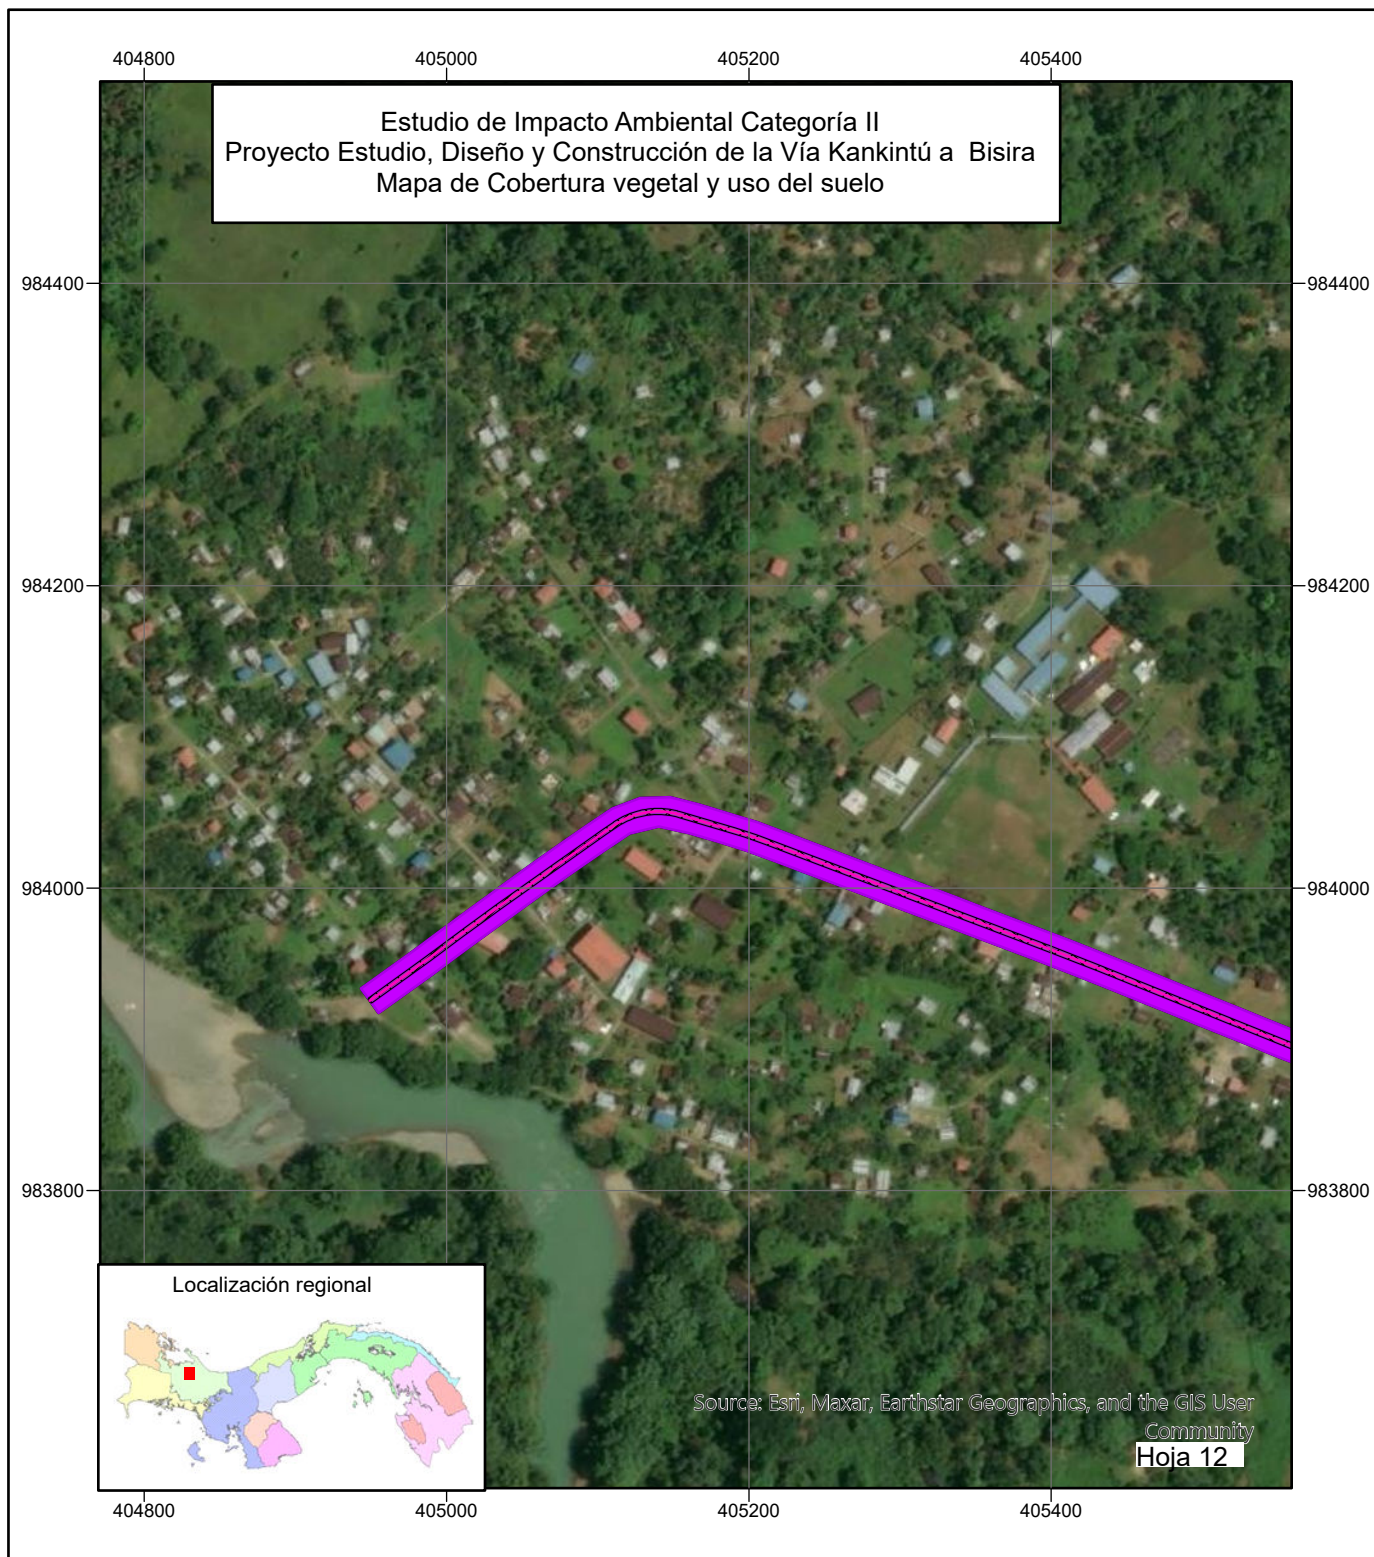 404800 405000 405200 405400
Estudio de Impacto Ambiental Categoría II
Proyecto Estudio, Diseño y Construcción de la Vía Kankintú a Bisira
Mapa de Cobertura vegetal y uso del suelo
984400 984400
984200 984200
984000 984000
983800 983800
Localización regional
Source: Esri, Maxar, Earthstar Geographics, and the GIS User
Community
Hoja 12
404800 405000 405200 405400